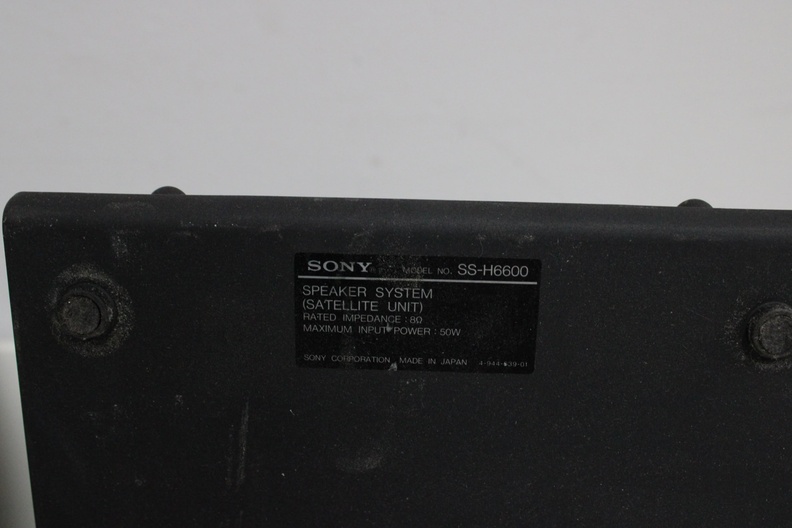 SONY MODEL NO. SS-H6600
SPEAKER SYSTEM
(SATELLITE UNIT)
RATED IMPEDANCE : 8Ω
MAXIMUM INPUT POWER : 50W
SONY CORPORATION MADE IN JAPAN